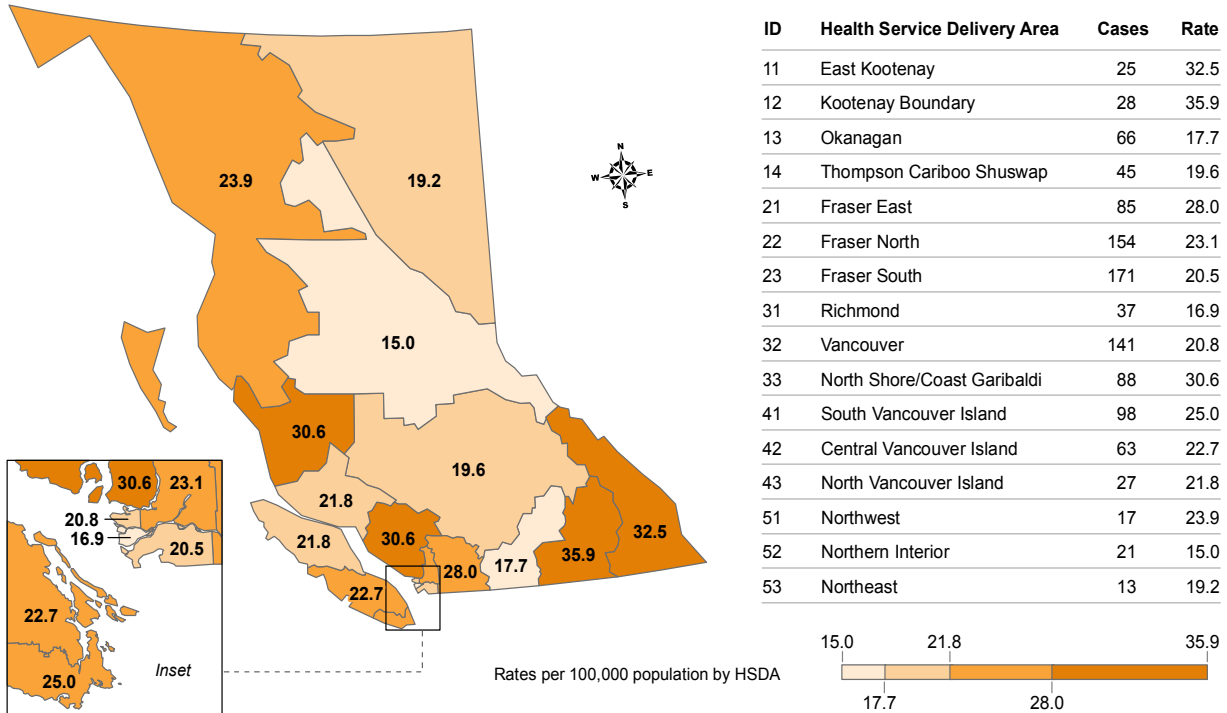 ID Health Service Delivery Area Cases Rate
11 East Kootenay 25 32.5
12 Kootenay Boundary 28 35.9
13 Okanagan 66 17.7
14 Thompson Cariboo Shuswap 45 19.6
21 Fraser East 85 28.0
22 Fraser North 154 23.1
23 Fraser South 171 20.5
31 Richmond 37 16.9
32 Vancouver 141 20.8
33 North Shore/Coast Garibaldi 88 30.6
41 South Vancouver Island 98 25.0
42 Central Vancouver Island 63 22.7
43 North Vancouver Island 27 21.8
51 Northwest 17 23.9
52 Northern Interior 21 15.0
53 Northeast 13 19.2
N
W E
S
23.9
19.2
15.0
30.6
19.6
21.8
21.8
30.6
28.0
17.7
35.9
32.5
22.7
30.6
23.1
20.8
16.9
20.5
22.7
25.0
Inset
Rates per 100,000 population by HSDA
15.0 21.8 35.9
17.7 28.0